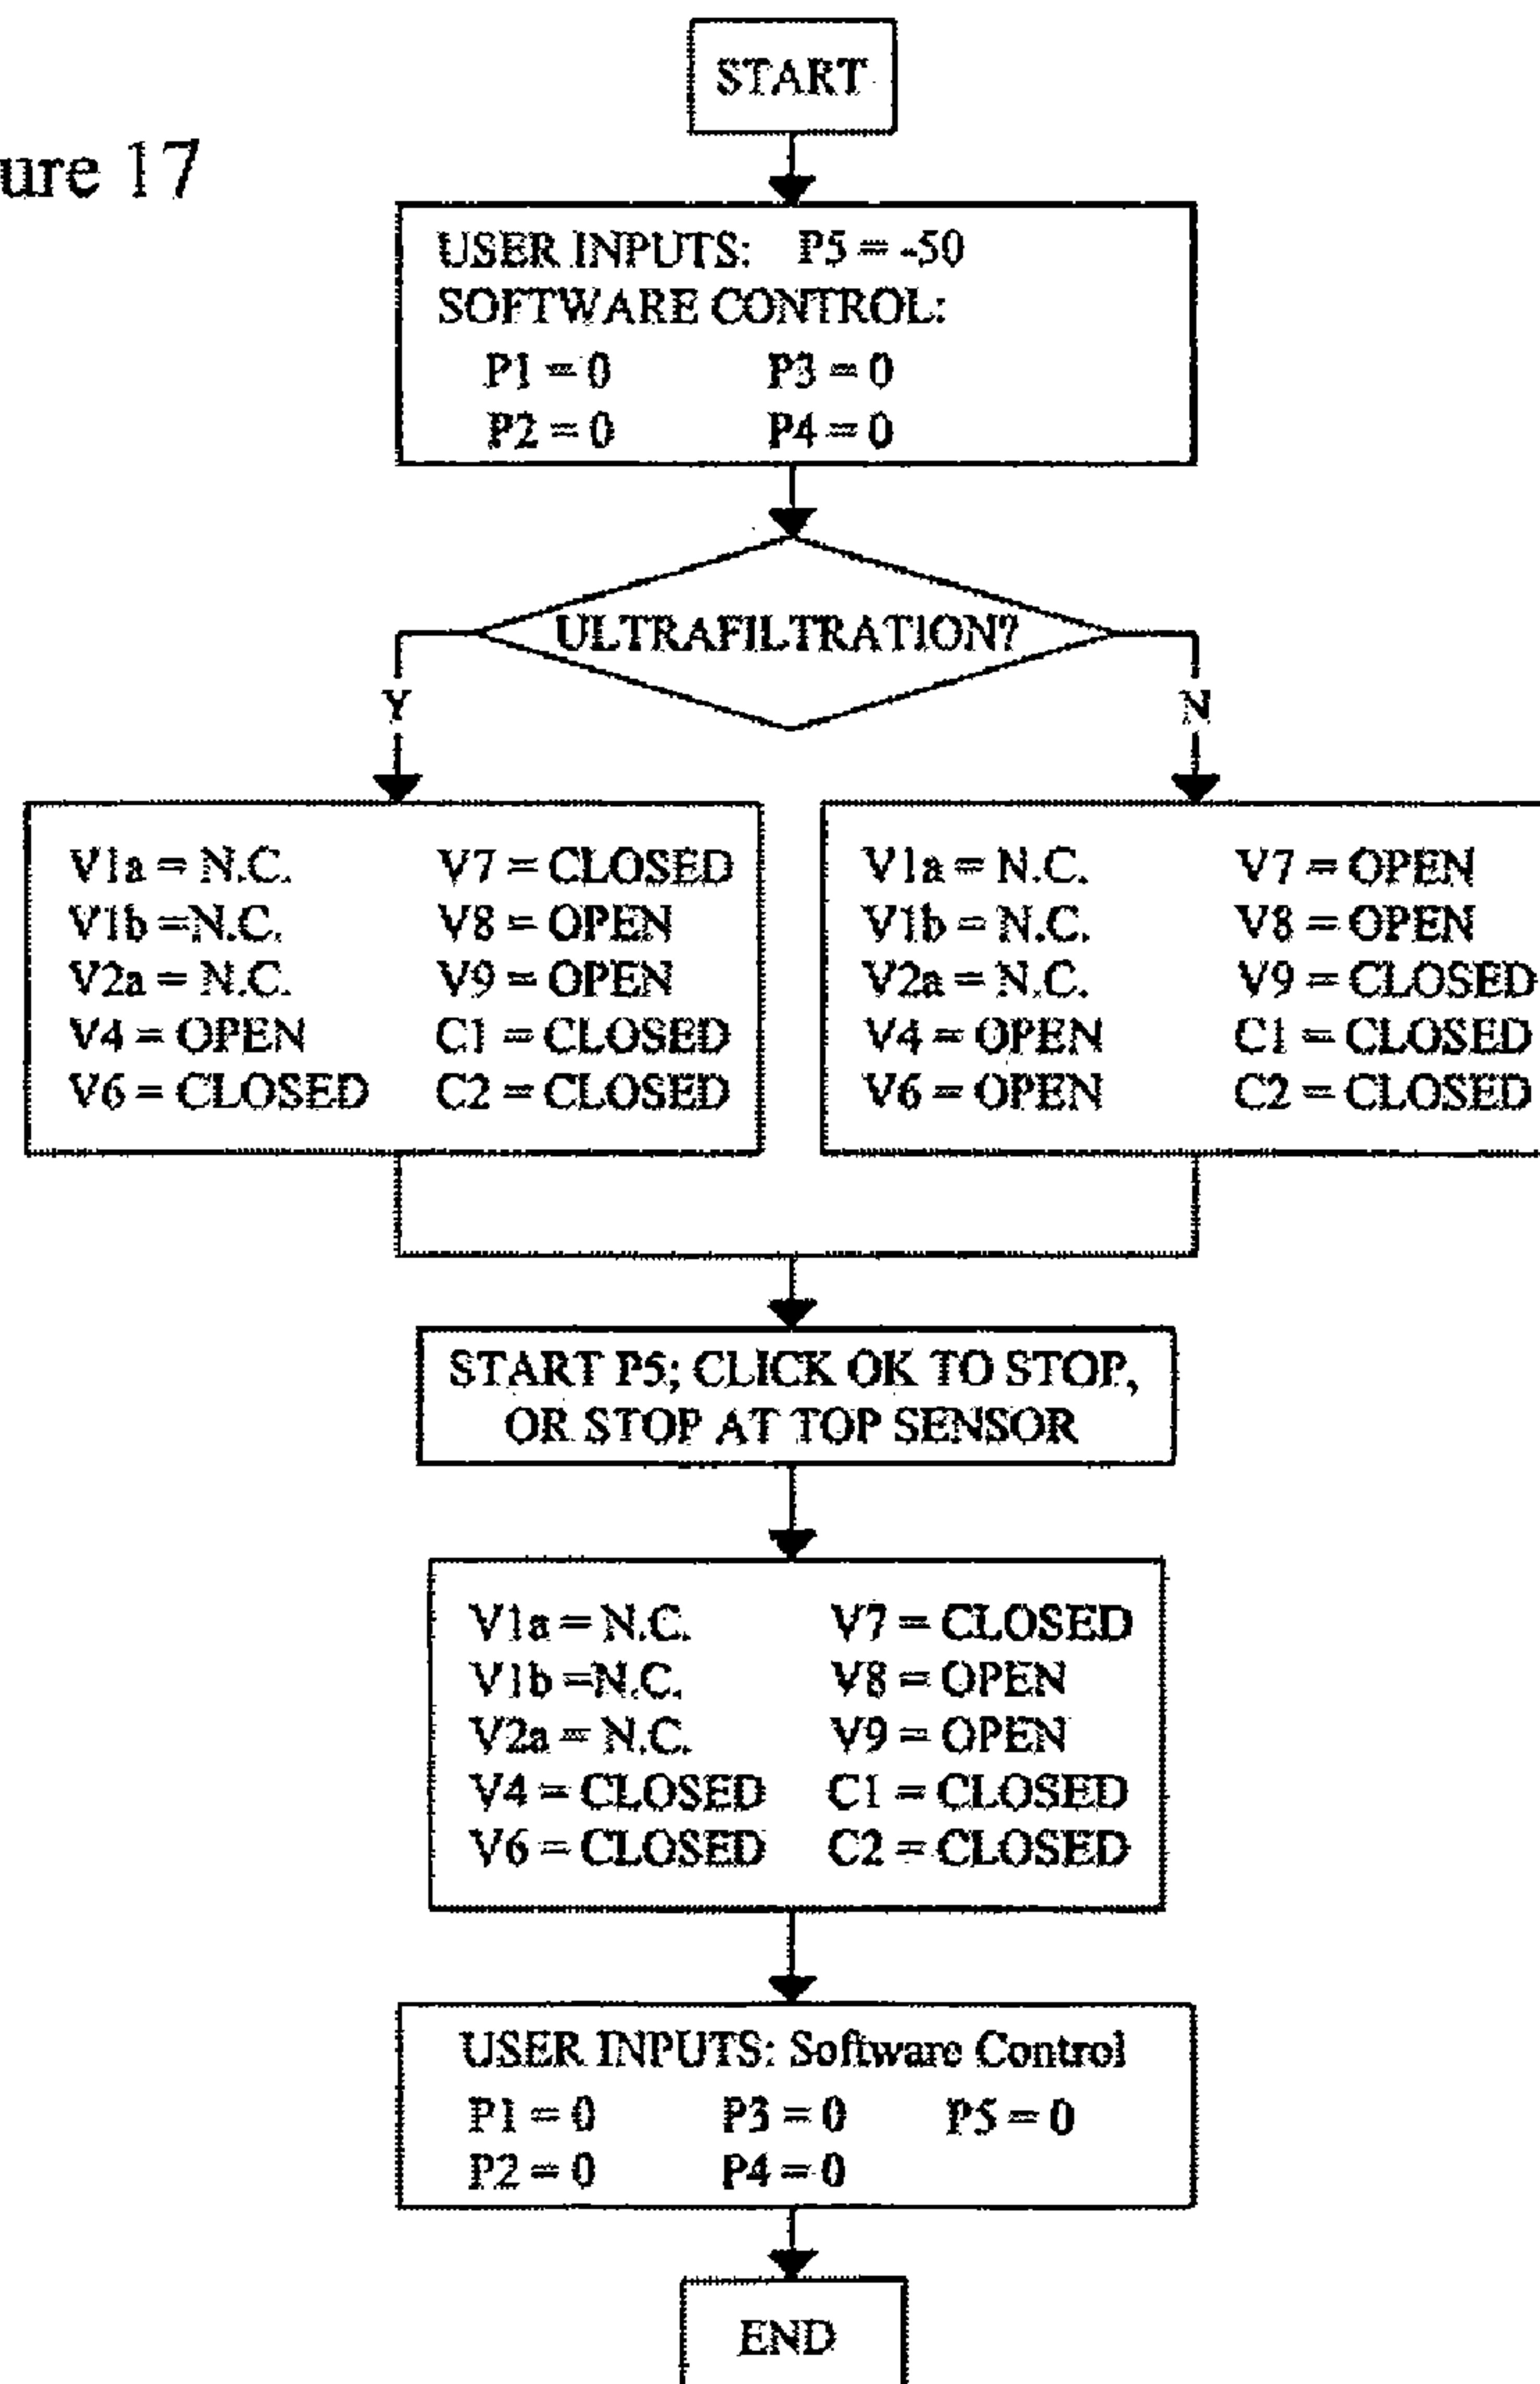 START
ure 17
USER INPUTS: P5 = -50
SOFTWARE CONTROL:
P1 = 0 P3 = 0
P2 = 0 P4 = 0
ULTRAFILTRATION?
Y N
V1a = N.C. V7 = CLOSED
V1b =N.C. V8 = OPEN
V2a = N.C. V9 = OPEN
V4 = OPEN C1 = CLOSED
V6 = CLOSED C2 = CLOSED
V1a = N.C. V7 = OPEN
V1b = N.C. V8 = OPEN
V2a = N.C. V9 = CLOSED
V4 = OPEN C1 = CLOSED
V6 = OPEN C2 = CLOSED
START P5; CLICK OK TO STOP,
OR STOP AT TOP SENSOR
V1a = N.C. V7 = CLOSED
V1b =N.C. V8 = OPEN
V2a = N.C. V9 = OPEN
V4 = CLOSED C1 = CLOSED
V6 = CLOSED C2 = CLOSED
USER INPUTS: Software Control
P1 = 0 P3 = 0 P5 = 0
P2 = 0 P4 = 0
END